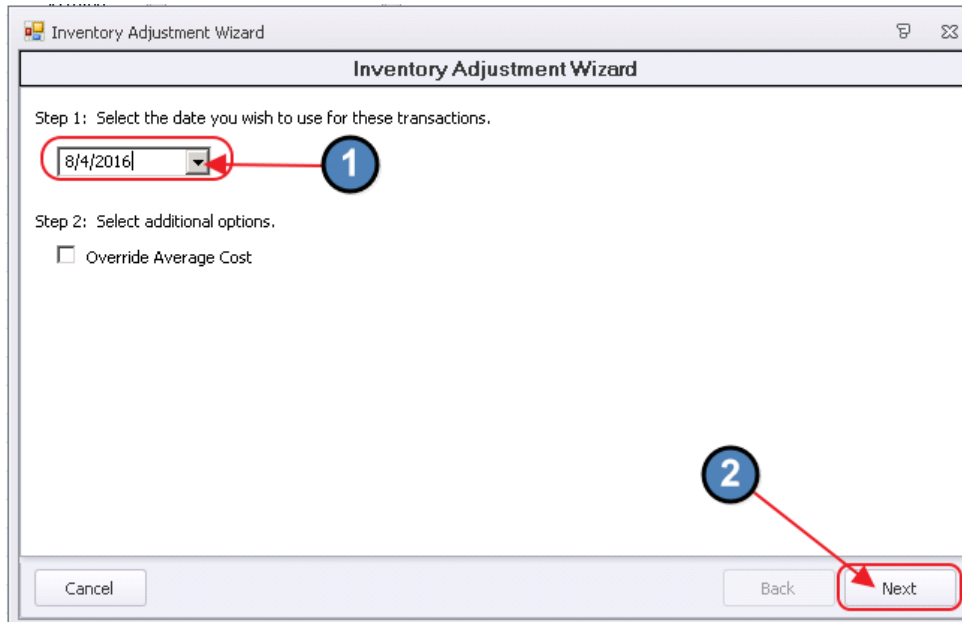 Inventory Adjustment Wizard
Inventory Adjustment Wizard
Step 1: Select the date you wish to use for these transactions.
8/4/2016
1
Step 2: Select additional options.
Override Average Cost
2
Cancel
Back
Next